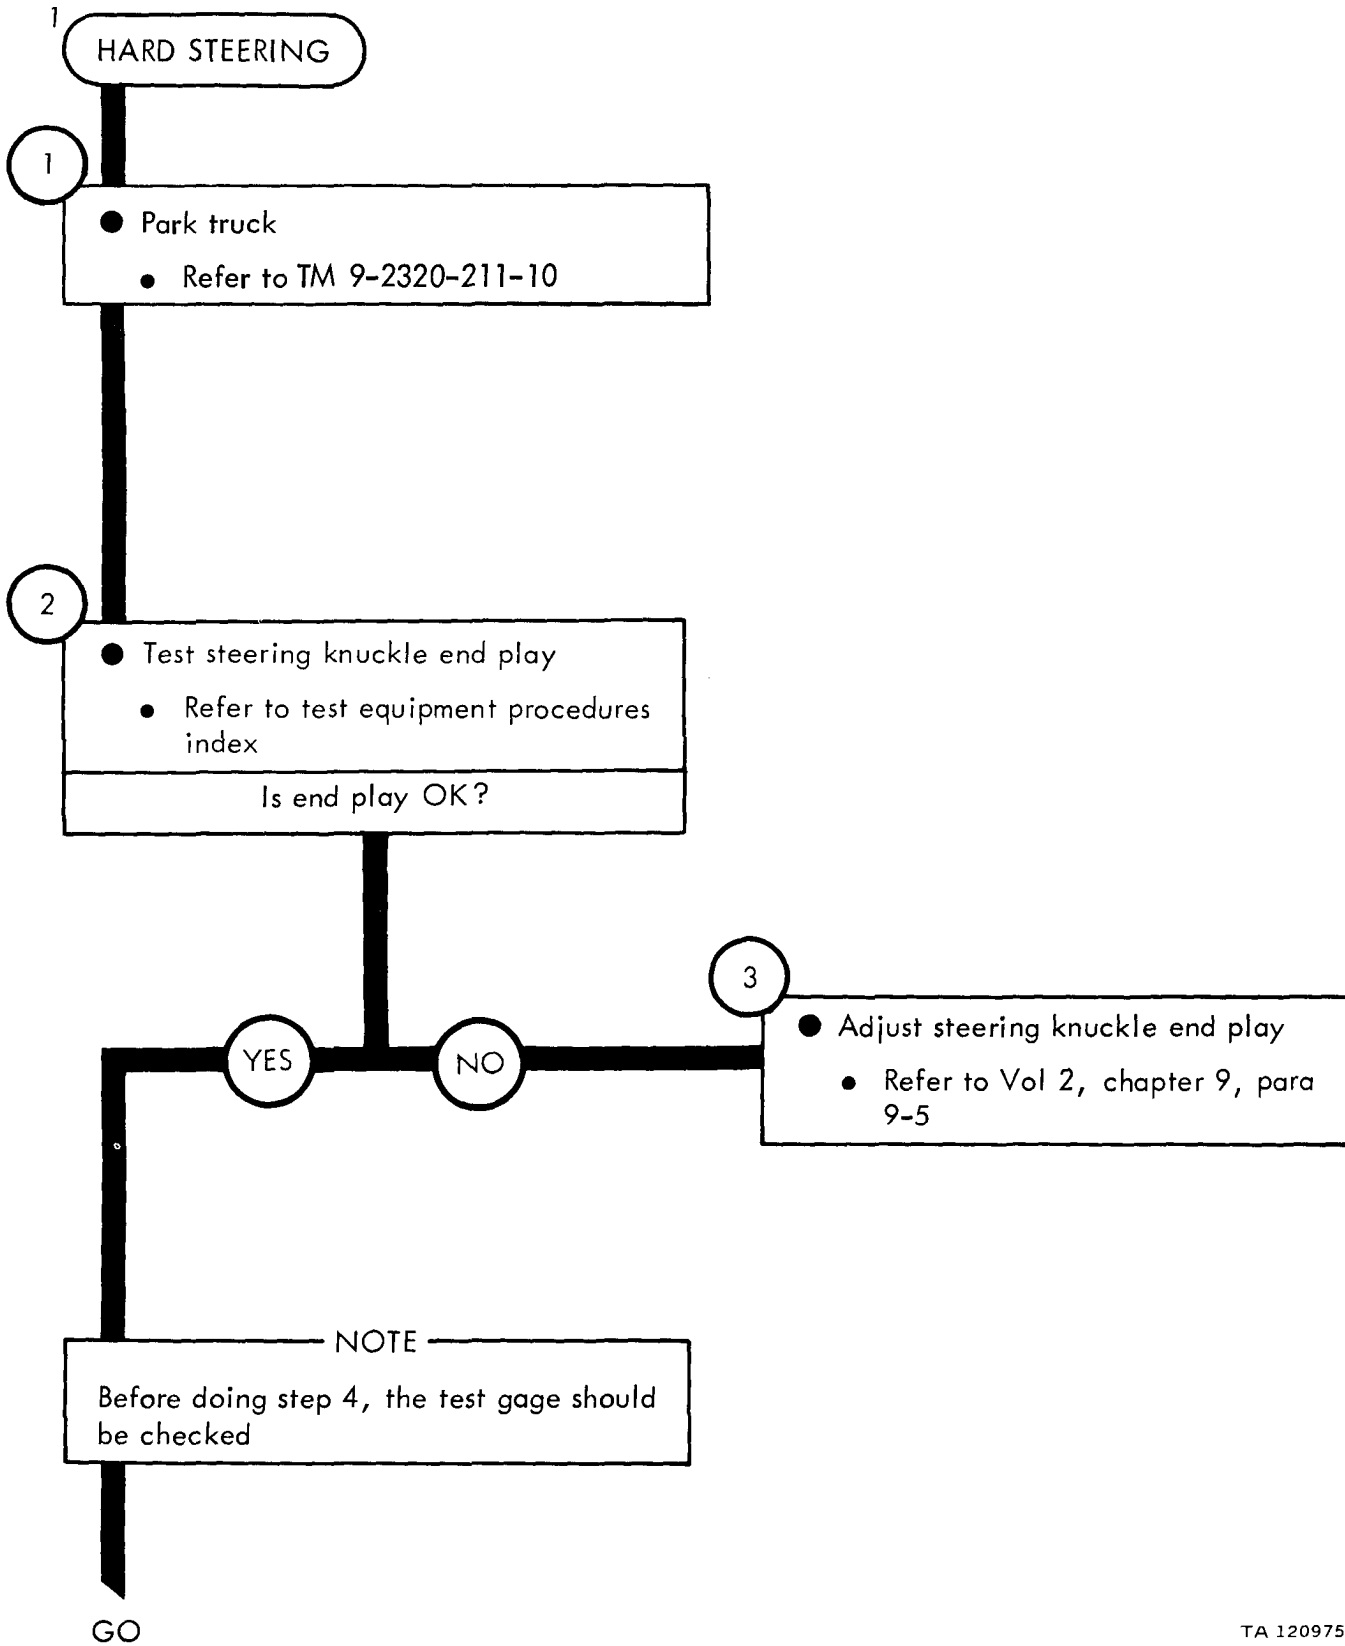 1
HARD STEERING
1
● Park truck
● Refer to TM 9-2320-211-10
2
● Test steering knuckle end play
● Refer to test equipment procedures
index
Is end play OK?
YES
NO
3
● Adjust steering knuckle end play
● Refer to Vol 2, chapter 9, para
9-5
NOTE
Before doing step 4, the test gage should
be checked
GO
TA 120975